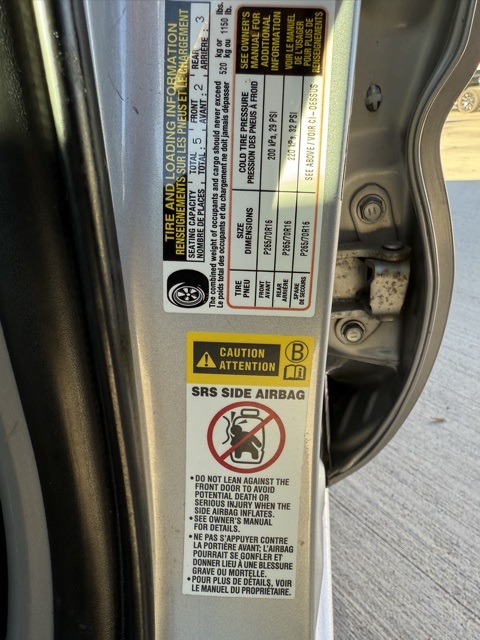 TIRE AND LOADING INFORMATION
RENSEIGNEMENTS SUR LES PNEUS ET LE CHARGEMENT
SEATING CAPACITY
NOMBRE DE PLACES
TOTAL: 5
FRONT
AVANT: 2
REAR
ARRIÈRE: 3
The combined weight of occupants and cargo should never exceed
Le poids total des occupants et du chargement ne doit jamais dépasser
520 kg or 1150 lbs.
kg ou lb.
TIRE
PNEU
SIZE
DIMENSIONS
COLD TIRE PRESSURE
PRESSION DES PNEUS À FROID
SEE OWNER'S
MANUAL FOR
ADDITIONAL
INFORMATION
FRONT
AVANT
P265/70R16
200 kPa, 29 PSI
VOIR LE MANUEL
DE L'USAGER
POUR PLUS DE
RENSEIGNEMENTS
REAR
ARRIÈRE
P265/70R16
220 kPa, 32 PSI
SPARE
DE SECOURS
P265/70R16
SEE ABOVE/VOIR CI-DESSUS
CAUTION
ATTENTION
B
i
SRS SIDE AIRBAG
• DO NOT LEAN AGAINST THE
FRONT DOOR TO AVOID
POTENTIAL DEATH OR
SERIOUS INJURY WHEN THE
SIDE AIRBAG INFLATES.
• SEE OWNER'S MANUAL
FOR DETAILS.
• NE PAS S'APPUYER CONTRE
LA PORTIÈRE AVANT; L'AIRBAG
POURRAIT SE GONFLER ET
DONNER LIEU À UNE BLESSURE
GRAVE OU MORTELLE.
• POUR PLUS DE DÉTAILS, VOIR
LE MANUEL DU PROPRIÉTAIRE.